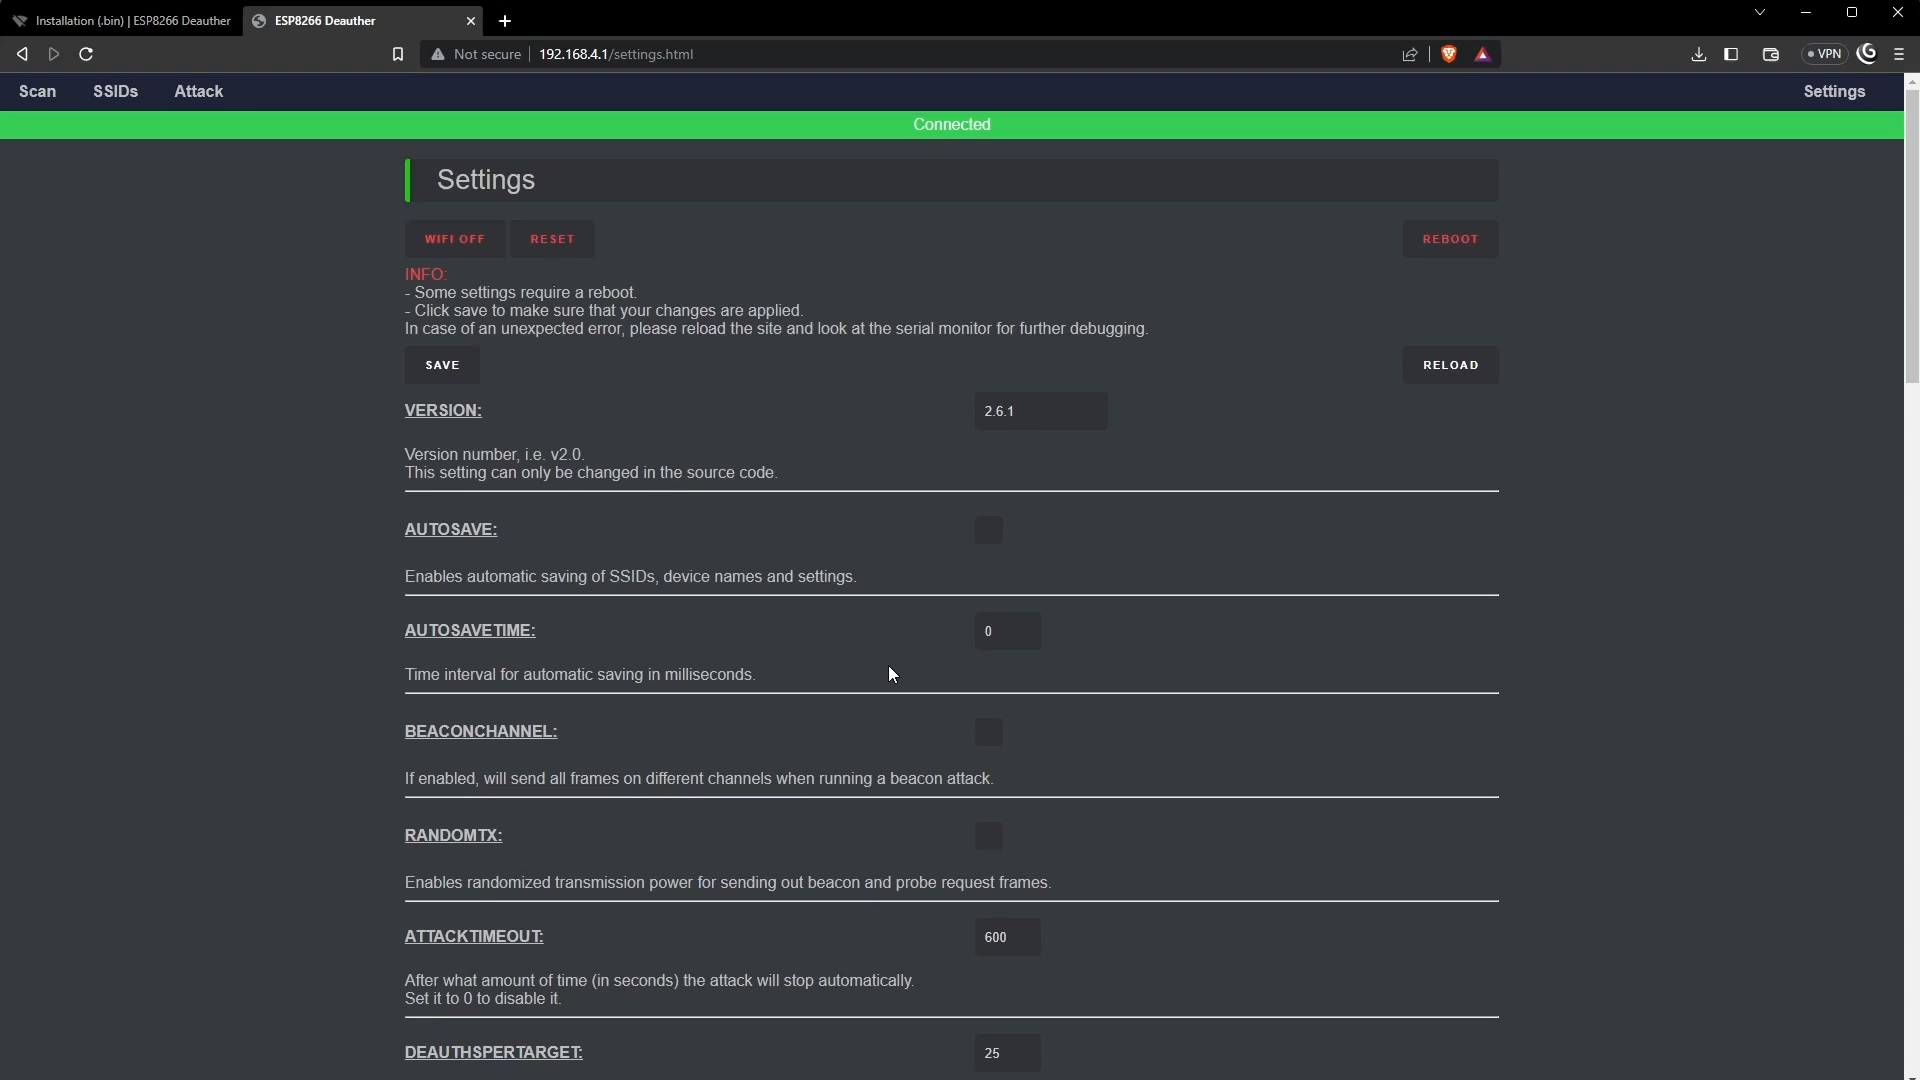 Installation (.bin) | ESP8266 Deauther
ESP8266 Deauther
Not secure
192.168.4.1/settings.html
VPN
Scan
SSIDs
Attack
Settings
Connected
Settings
WIFI OFF
RESET
REBOOT
INFO:
- Some settings require a reboot.
- Click save to make sure that your changes are applied.
In case of an unexpected error, please reload the site and look at the serial monitor for further debugging.
SAVE
RELOAD
VERSION:
2.6.1
Version number, i.e. v2.0.
This setting can only be changed in the source code.
AUTOSAVE:
Enables automatic saving of SSIDs, device names and settings.
AUTOSAVETIME:
0
Time interval for automatic saving in milliseconds.
BEACONCHANNEL:
If enabled, will send all frames on different channels when running a beacon attack.
RANDOMTX:
Enables randomized transmission power for sending out beacon and probe request frames.
ATTACKTIMEOUT:
600
After what amount of time (in seconds) the attack will stop automatically.
Set it to 0 to disable it.
DEAUTHSPERTARGET:
25